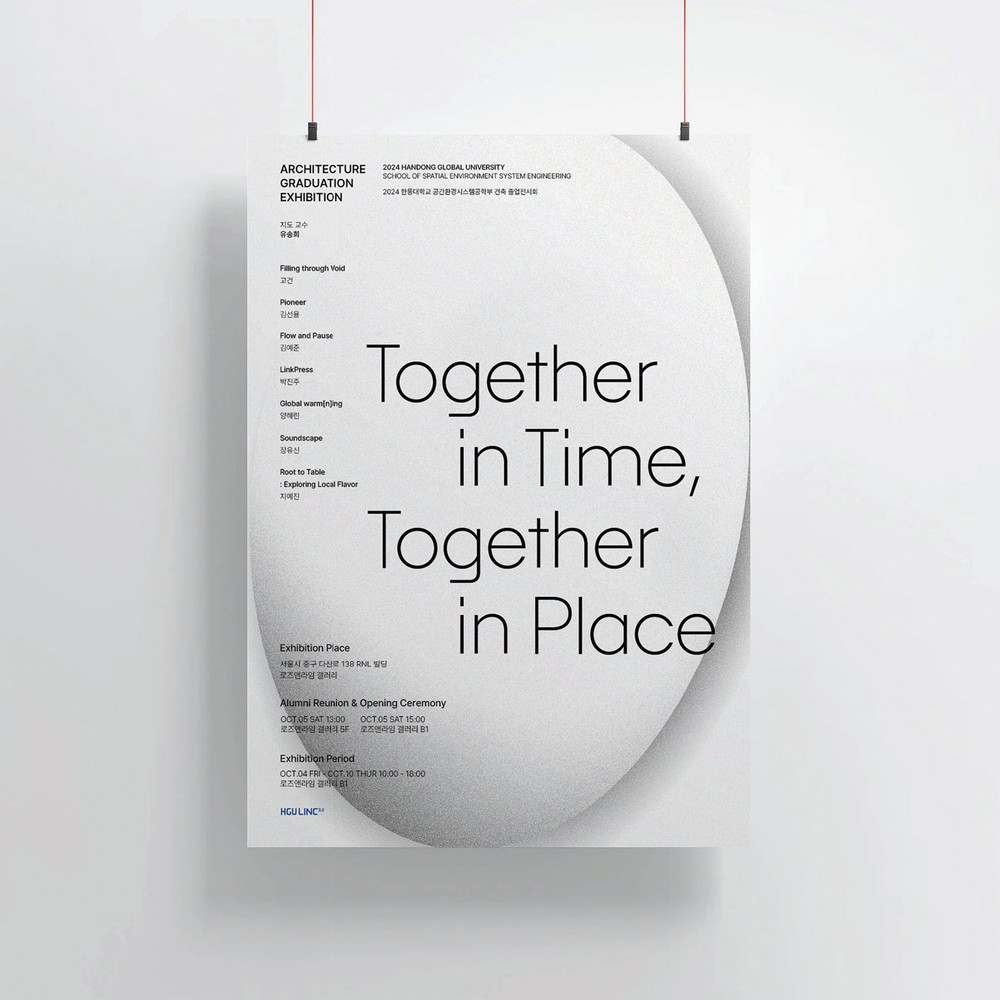 ARCHITECTURE
GRADUATION
EXHIBITION
2024 HANDONG GLOBAL UNIVERSITY
SCHOOL OF SPATIAL ENVIRONMENT SYSTEM ENGINEERING
2024 한동대학교 공간환경시스템공학부 건축 졸업전시회
지도 교수
유송희
Filling through Void
고건
Pioneer
김선율
Flow and Pause
김예준
LinkPress
박진주
Global warm[n]ing
양해린
Soundscape
장유신
Root to Table
: Exploring Local Flavor
지예진
Together
in Time,
Together
in Place
Exhibition Place
서울시 중구 다산로 138 RNL 빌딩
로즈앤라임 갤러리
Alumni Reunion & Opening Ceremony
OCT.05 SAT 13:00 OCT.05 SAT 15:00
로즈앤라임 갤러리 5F 로즈앤라임 갤러리 B1
Exhibition Period
OCT.04 FRI - OCT.10 THUR 10:00 - 18:00
로즈앤라임 갤러리 B1
HGU LINC 3.0